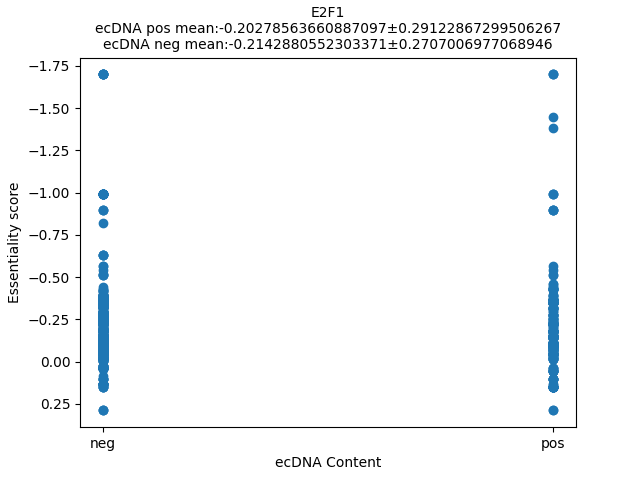 E2F1
ecDNA pos mean:-0.20278563660887097±0.29122867299506267
ecDNA neg mean:-0.2142880552303371±0.2707006977068946
−1.75
−1.50
−1.25
−1.00
−0.75
−0.50
−0.25
0.00
0.25
Essentiality score
neg pos
ecDNA Content